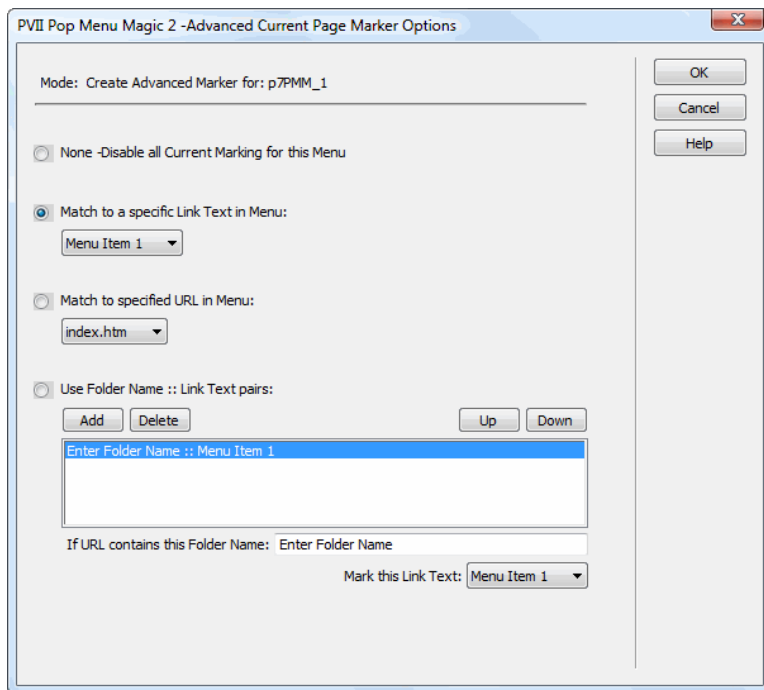 PVII Pop Menu Magic 2 -Advanced Current Page Marker Options
Mode: Create Advanced Marker for: p7PMM_1
OK
Cancel
Help
None -Disable all Current Marking for this Menu
Match to a specific Link Text in Menu:
Menu Item 1
Match to specified URL in Menu:
index.htm
Use Folder Name :: Link Text pairs:
Add Delete Up Down
Enter Folder Name :: Menu Item 1
If URL contains this Folder Name: Enter Folder Name
Mark this Link Text: Menu Item 1